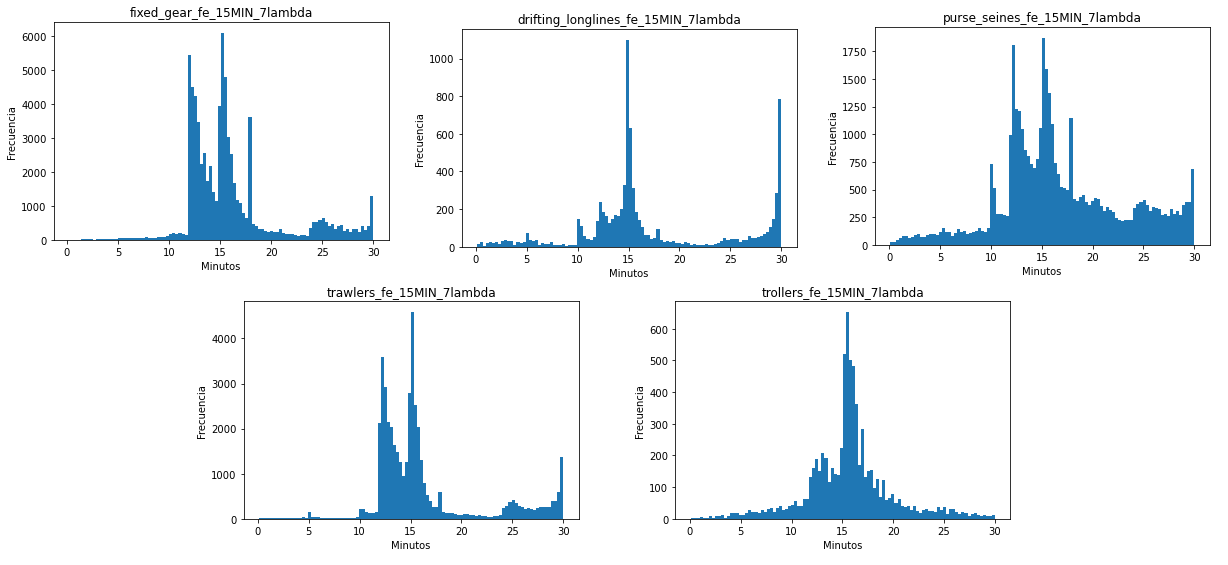 fixed_gear_fe_15MIN_7lambda
6000
5000
4000
3000
2000
1000
0
Frecuencia
0 5 10 15 20 25 30
Minutos
drifting_longlines_fe_15MIN_7lambda
1000
800
600
400
200
0
Frecuencia
0 5 10 15 20 25 30
Minutos
purse_seines_fe_15MIN_7lambda
1750
1500
1250
1000
750
500
250
0
Frecuencia
0 5 10 15 20 25 30
Minutos
trawlers_fe_15MIN_7lambda
4000
3000
2000
1000
0
Frecuencia
0 5 10 15 20 25 30
Minutos
trollers_fe_15MIN_7lambda
600
500
400
300
200
100
0
Frecuencia
0 5 10 15 20 25 30
Minutos